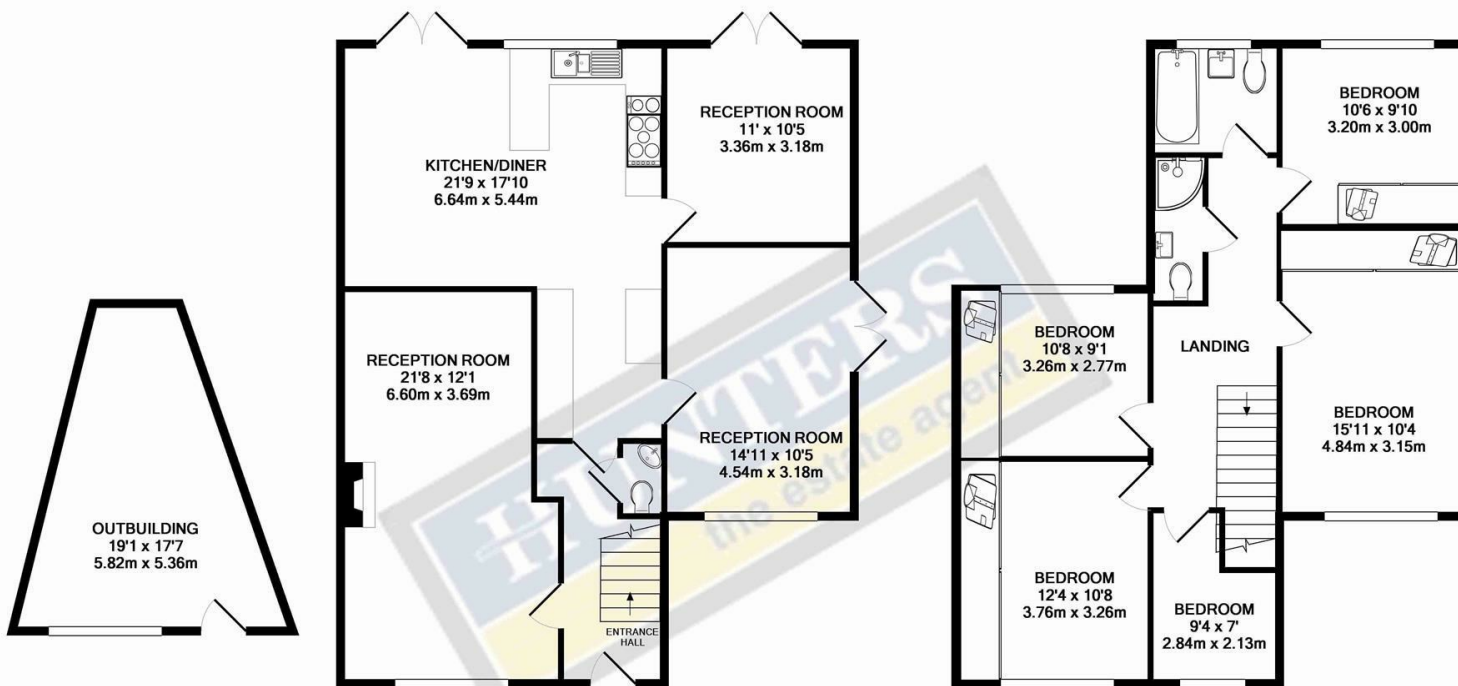 OUTBUILDING
19'1 x 17'7
5.82m x 5.36m
KITCHEN/DINER
21'9 x 17'10
6.64m x 5.44m
RECEPTION ROOM
11' x 10'5
3.36m x 3.18m
RECEPTION ROOM
21'8 x 12'1
6.60m x 3.69m
RECEPTION ROOM
14'11 x 10'5
4.54m x 3.18m
ENTRANCE
HALL
BEDROOM
10'6 x 9'10
3.20m x 3.00m
BEDROOM
10'8 x 9'1
3.26m x 2.77m
LANDING
BEDROOM
15'11 x 10'4
4.84m x 3.15m
BEDROOM
12'4 x 10'8
3.76m x 3.26m
BEDROOM
9'4 x 7'
2.84m x 2.13m
HUNTERS
the estate agent